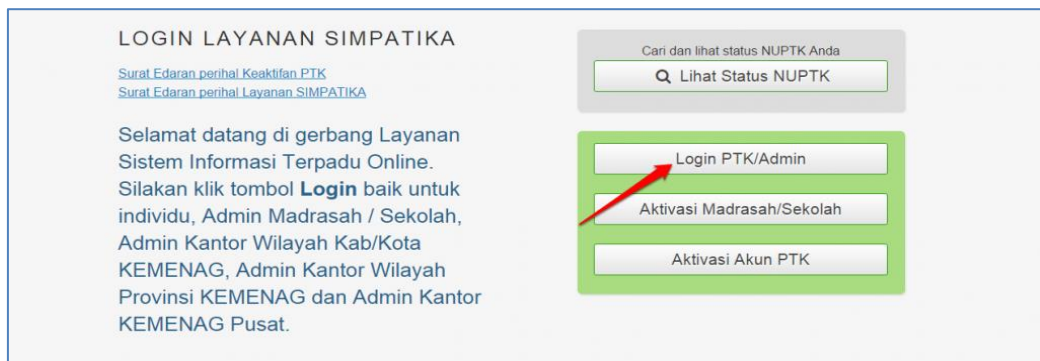 LOGIN LAYANAN SIMPATIKA
Surat Edaran perihal Keaktifan PTK
Surat Edaran perihal Layanan SIMPATIKA
Selamat datang di gerbang Layanan
Sistem Informasi Terpadu Online.
Silakan klik tombol Login baik untuk
individu, Admin Madrasah / Sekolah,
Admin Kantor Wilayah Kab/Kota
KEMENAG, Admin Kantor Wilayah
Provinsi KEMENAG dan Admin Kantor
KEMENAG Pusat.
Cari dan lihat status NUPTK Anda
Lihat Status NUPTK
Login PTK/Admin
Aktivasi Madrasah/Sekolah
Aktivasi Akun PTK